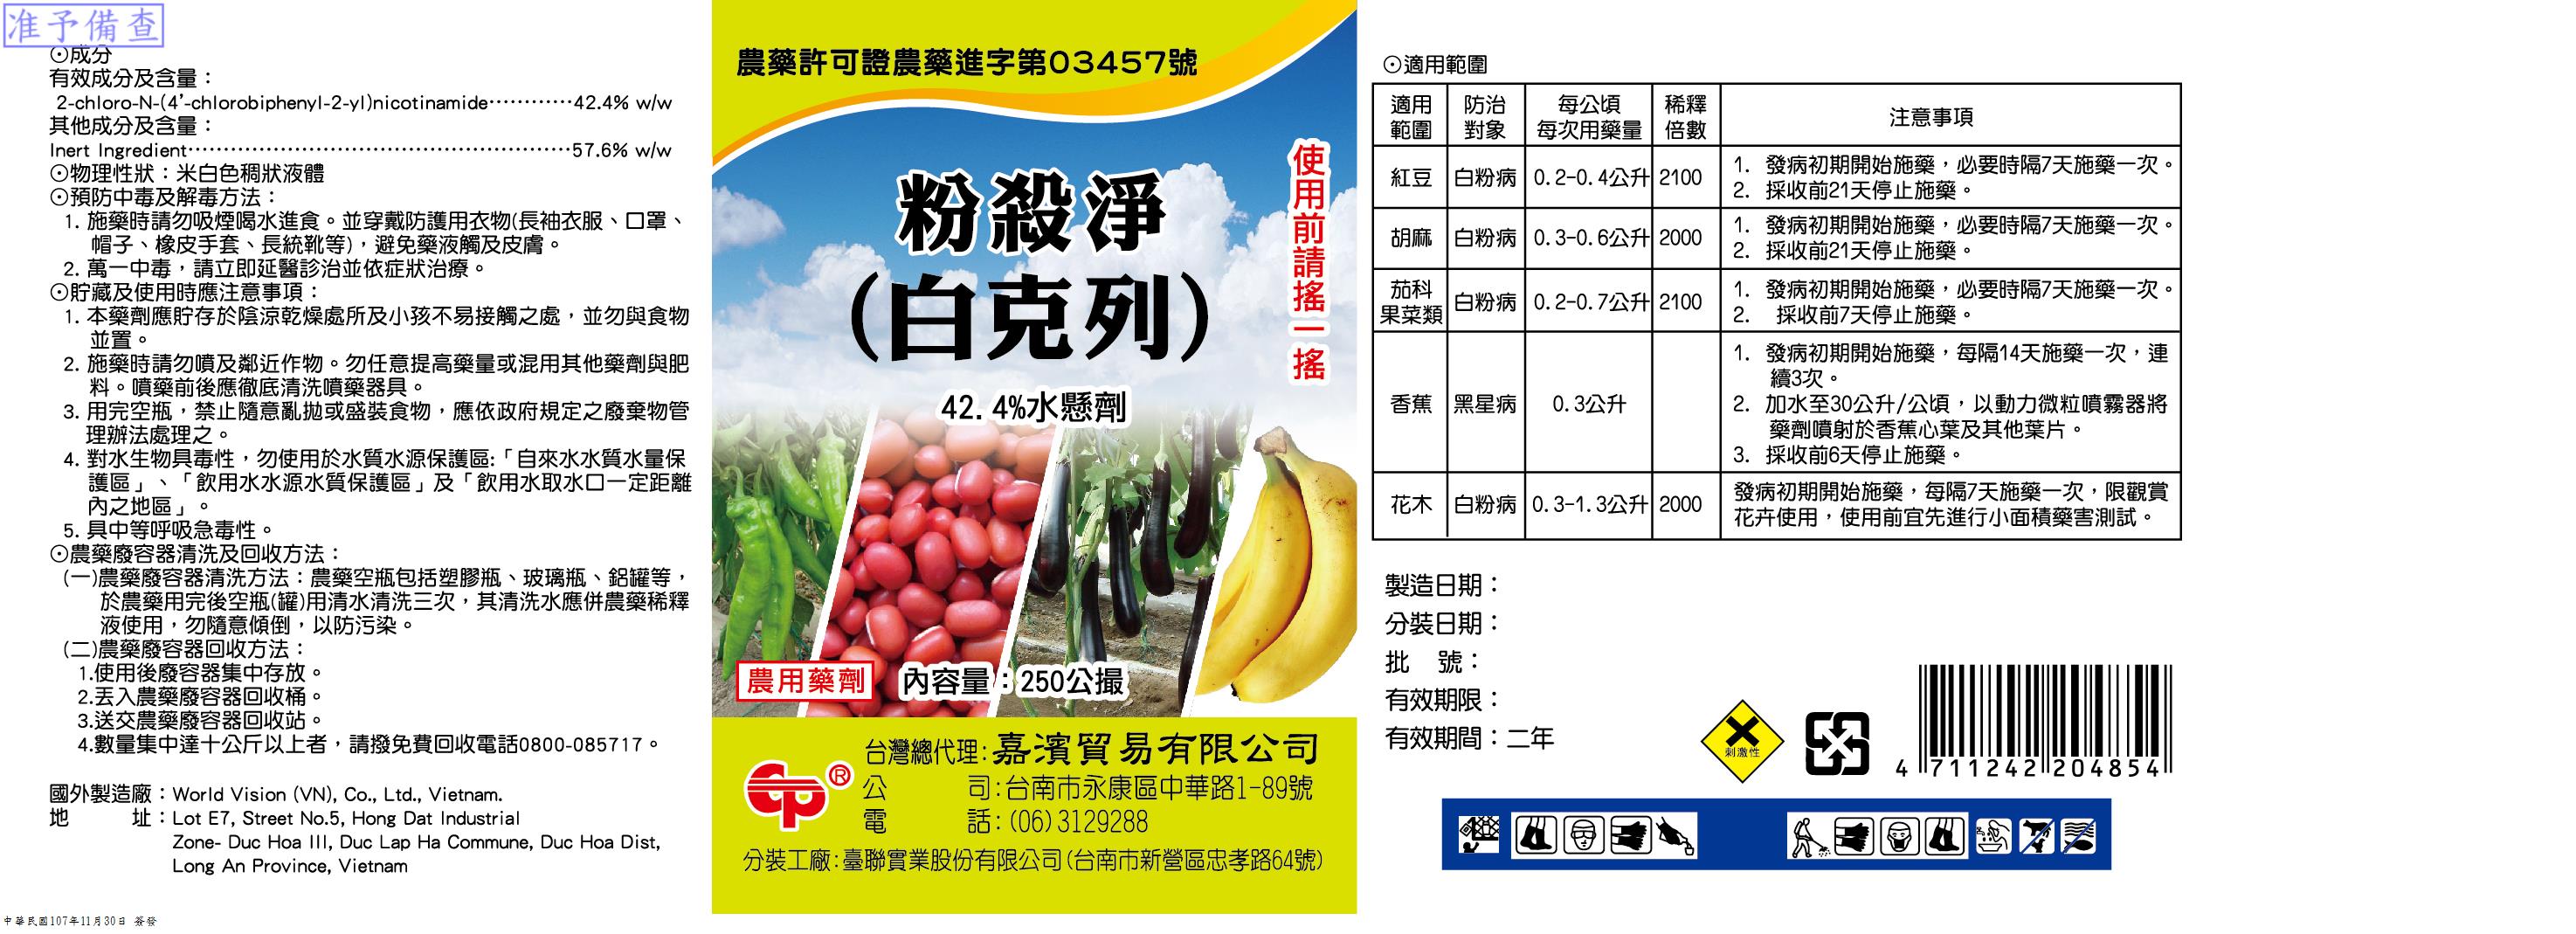 准予備查
⊙成分
有效成分及含量：
2-chloro-N-(4'-chlorobiphenyl-2-yl)nicotinamide…………42.4% w/w
其他成分及含量：
Inert Ingredient………………………………………………57.6% w/w
⊙物理性狀：米白色稠狀液體
⊙預防中毒及解毒方法：
1. 施藥時請勿吸煙喝水進食。並穿戴防護用衣物(長袖衣服、口罩、
帽子、橡皮手套、長統靴等)，避免藥液觸及皮膚。
2. 萬一中毒，請立即延醫診治並依症狀治療。
⊙貯藏及使用時應注意事項：
1. 本藥劑應貯存於陰涼乾燥處所及小孩不易接觸之處，並勿與食物
並置。
2. 施藥時請勿噴及鄰近作物。勿任意提高藥量或混用其他藥劑與肥
料。噴藥前後應徹底清洗噴藥器具。
3. 用完空瓶，禁止隨意亂拋或盛裝食物，應依政府規定之廢棄物管
理辦法處理之。
4. 對水生物具毒性，勿使用於水質水源保護區:「自來水水質水量保
護區」、「飲用水水源水質保護區」及「飲用水取水口一定距離
內之地區」。
5. 具中等呼吸急毒性。
⊙農藥廢容器清洗及回收方法：
(一)農藥廢容器清洗方法：農藥空瓶包括塑膠瓶、玻璃瓶、鋁罐等，
於農藥用完後空瓶(罐)用清水清洗三次，其清洗水應併農藥稀釋
液使用，勿隨意傾倒，以防污染。
(二)農藥廢容器回收方法：
1.使用後廢容器集中存放。
2.丟入農藥廢容器回收桶。
3.送交農藥廢容器回收站。
4.數量集中達十公斤以上者，請撥免費回收電話0800-085717。
國外製造廠：World Vision (VN), Co., Ltd., Vietnam.
地 址：Lot E7, Street No.5, Hong Dat Industrial
Zone- Duc Hoa III, Duc Lap Ha Commune, Duc Hoa Dist,
Long An Province, Vietnam
中華民國107年11月30日 簽發
農藥許可證農藥進字第03457號
使用前請搖一搖
粉殺淨
(白克列)
42.4%水懸劑
農用藥劑 內容量：250公撮
CP®
台灣總代理:嘉濱貿易有限公司
公 司:台南市永康區中華路1-89號
電 話:(06)3129288
分裝工廠:臺聯實業股份有限公司(台南市新營區忠孝路64號)
⊙適用範圍
適用範圍 防治對象 每公頃每次用藥量 稀釋倍數 注意事項
紅豆 白粉病 0.2-0.4公升 2100
1. 發病初期開始施藥，必要時隔7天施藥一次。
2. 採收前21天停止施藥。
胡麻 白粉病 0.3-0.6公升 2000
1. 發病初期開始施藥，必要時隔7天施藥一次。
2. 採收前21天停止施藥。
茄科果菜類 白粉病 0.2-0.7公升 2100
1. 發病初期開始施藥，必要時隔7天施藥一次。
2. 採收前7天停止施藥。
香蕉 黑星病 0.3公升
1. 發病初期開始施藥，每隔14天施藥一次，連
續3次。
2. 加水至30公升/公頃，以動力微粒噴霧器將
藥劑噴射於香蕉心葉及其他葉片。
3. 採收前6天停止施藥。
花木 白粉病 0.3-1.3公升 2000
發病初期開始施藥，每隔7天施藥一次，限觀賞
花卉使用，使用前宜先進行小面積藥害測試。
製造日期：
分裝日期：
批 號：
有效期限：
有效期間：二年
刺激性
4 711242 204854